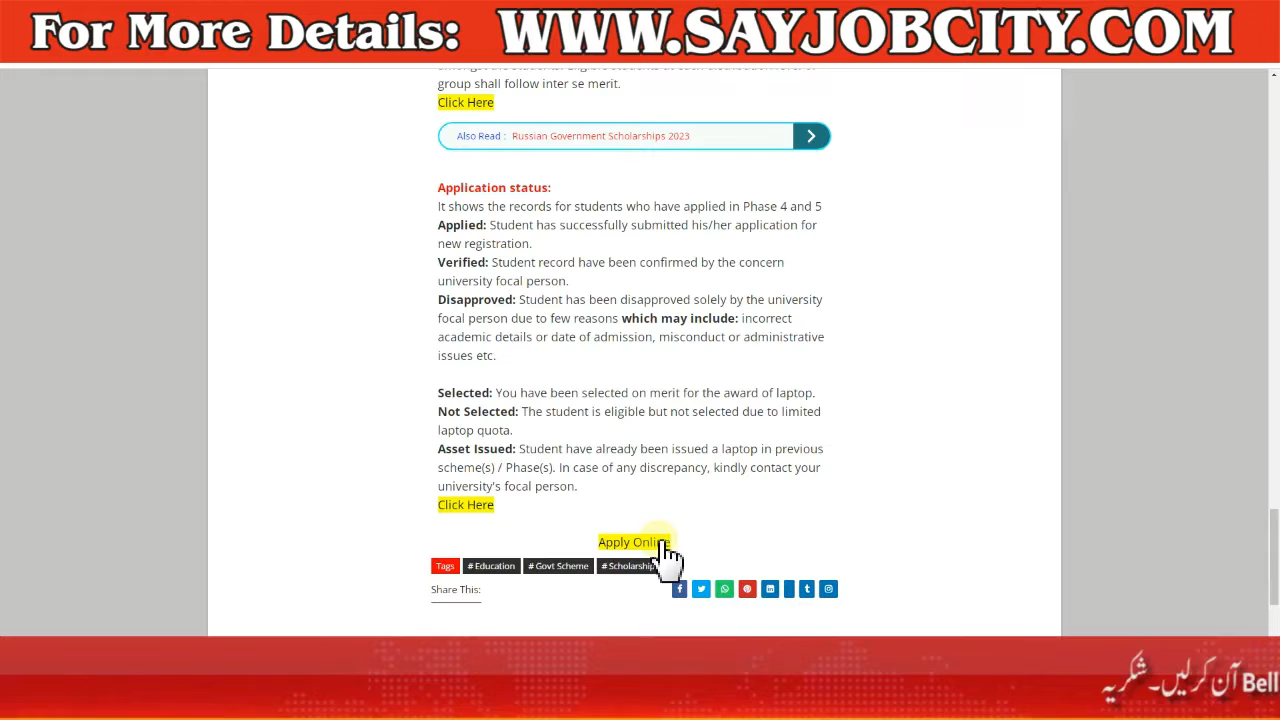 For More Details: WWW.SAYJOBCITY.COM
group shall follow inter se merit.
Click Here
Also Read : Russian Government Scholarships 2023
Application status:
It shows the records for students who have applied in Phase 4 and 5
Applied: Student has successfully submitted his/her application for
new registration.
Verified: Student record have been confirmed by the concern
university focal person.
Disapproved: Student has been disapproved solely by the university
focal person due to few reasons which may include: incorrect
academic details or date of admission, misconduct or administrative
issues etc.
Selected: You have been selected on merit for the award of laptop.
Not Selected: The student is eligible but not selected due to limited
laptop quota.
Asset Issued: Student have already been issued a laptop in previous
scheme(s) / Phase(s). In case of any discrepancy, kindly contact your
university's focal person.
Click Here
Apply Online
Tags # Education # Govt Scheme # Scholarship
Share This:
Bell آن کرلیں۔ شکریہ